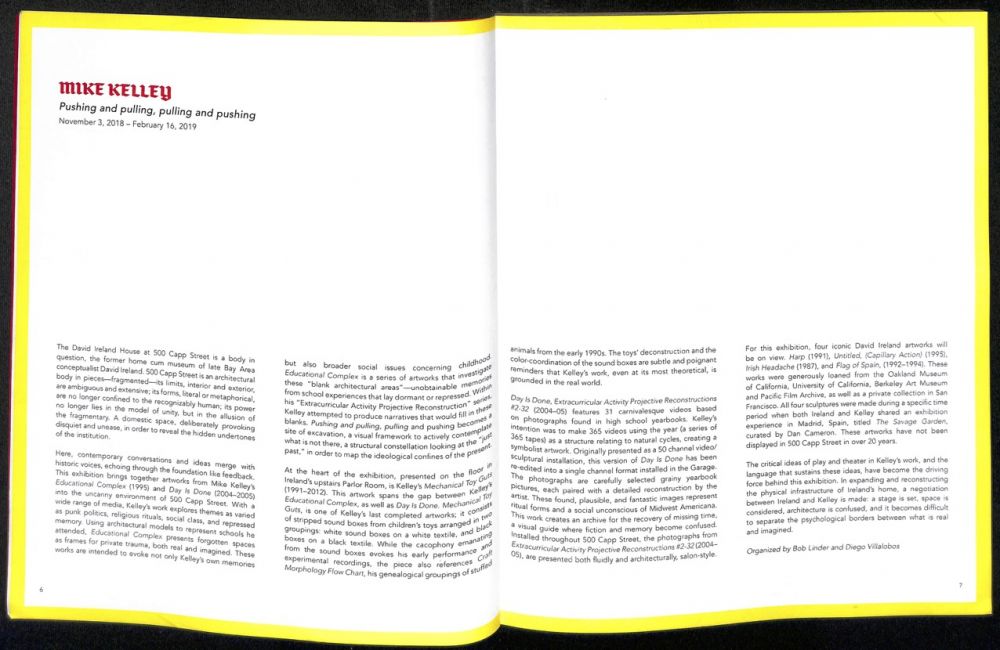 MIKE KELLEY
Pushing and pulling, pulling and pushing
November 3, 2018 – February 16, 2019
The David Ireland House at 500 Capp Street is a body in
question, the former home cum museum of late Bay Area
conceptualist David Ireland. 500 Capp Street is an architectural
body in pieces—fragmented—its limits, interior and exterior,
are ambiguous and extensive; its forms, literal or metaphorical,
are no longer confined to the recognizably human; its power
no longer lies in the model of unity, but in the allusion of
the fragmentary. A domestic space, deliberately provoking
disquiet and unease, in order to reveal the hidden undertones
of the institution.
Here, contemporary conversations and ideas merge with
historic voices, echoing through the foundation like feedback.
This exhibition brings together artworks from Mike Kelley's
Educational Complex (1995) and Day Is Done (2004–2005)
into the uncanny environment of 500 Capp Street. With a
wide range of media, Kelley's work explores themes as varied
as punk politics, religious rituals, social class, and repressed
memory. Using architectural models to represent schools he
attended, Educational Complex presents forgotten spaces
as frames for private trauma, both real and imagined. These
works are intended to evoke not only Kelley's own memories
6
but also broader social issues concerning childhood.
Educational Complex is a series of artworks that investigate
these "blank architectural areas"—unobtainable memories
from school experiences that lay dormant or repressed. Within
his "Extracurricular Activity Projective Reconstruction" series,
Kelley attempted to produce narratives that would fill in these
blanks. Pushing and pulling, pulling and pushing becomes a
site of excavation, a visual framework to actively contemplate
what is not there, a structural constellation looking at the "just
past," in order to map the ideological confines of the present.
At the heart of the exhibition, presented on the floor in
Ireland's upstairs Parlor Room, is Kelley's Mechanical Toy Guts
(1991–2012). This artwork spans the gap between Kelley's
Educational Complex, as well as Day Is Done. Mechanical Toy
Guts, is one of Kelley's last completed artworks; it consists
of stripped sound boxes from children's toys arranged in two
groupings: white sound boxes on a white textile, and black
boxes on a black textile. While the cacophony emanating
from the sound boxes evokes his early performance and
experimental recordings, the piece also references Craft
Morphology Flow Chart, his genealogical groupings of stuffed
animals from the early 1990s. The toys' deconstruction and the
color-coordination of the sound boxes are subtle and poignant
reminders that Kelley's work, even at its most theoretical, is
grounded in the real world.
Day Is Done, Extracurricular Activity Projective Reconstructions
#2-32 (2004–05) features 31 carnivalesque videos based
on photographs found in high school yearbooks. Kelley's
intention was to make 365 videos using the year (a series of
365 tapes) as a structure relating to natural cycles, creating a
symbolist artwork. Originally presented as a 50 channel video/
sculptural installation, this version of Day Is Done has been
re-edited into a single channel format installed in the Garage.
The photographs are carefully selected grainy yearbook
pictures, each paired with a detailed reconstruction by the
artist. These found, plausible, and fantastic images represent
ritual forms and a social unconscious of Midwest Americana.
This work creates an archive for the recovery of missing time,
a visual guide where fiction and memory become confused.
Installed throughout 500 Capp Street, the photographs from
Extracurricular Activity Projective Reconstructions #2-32 (2004–
05), are presented both fluidly and architecturally, salon-style.
For this exhibition, four iconic David Ireland artworks will
be on view. Harp (1991), Untitled, (Capillary Action) (1995),
Irish Headache (1987), and Flag of Spain, (1992–1994). These
works were generously loaned from the Oakland Museum
of California, University of California, Berkeley Art Museum
and Pacific Film Archive, as well as a private collection in San
Francisco. All four sculptures were made during a specific time
period when both Ireland and Kelley shared an exhibition
experience in Madrid, Spain, titled The Savage Garden,
curated by Dan Cameron. These artworks have not been
displayed in 500 Capp Street in over 20 years.
The critical ideas of play and theater in Kelley's work, and the
language that sustains these ideas, have become the driving
force behind this exhibition. In expanding and reconstructing
the physical infrastructure of Ireland's home, a negotiation
between Ireland and Kelley is made: a stage is set, space is
considered, architecture is confused, and it becomes difficult
to separate the psychological borders between what is real
and imagined.
Organized by Bob Linder and Diego Villalobos
7